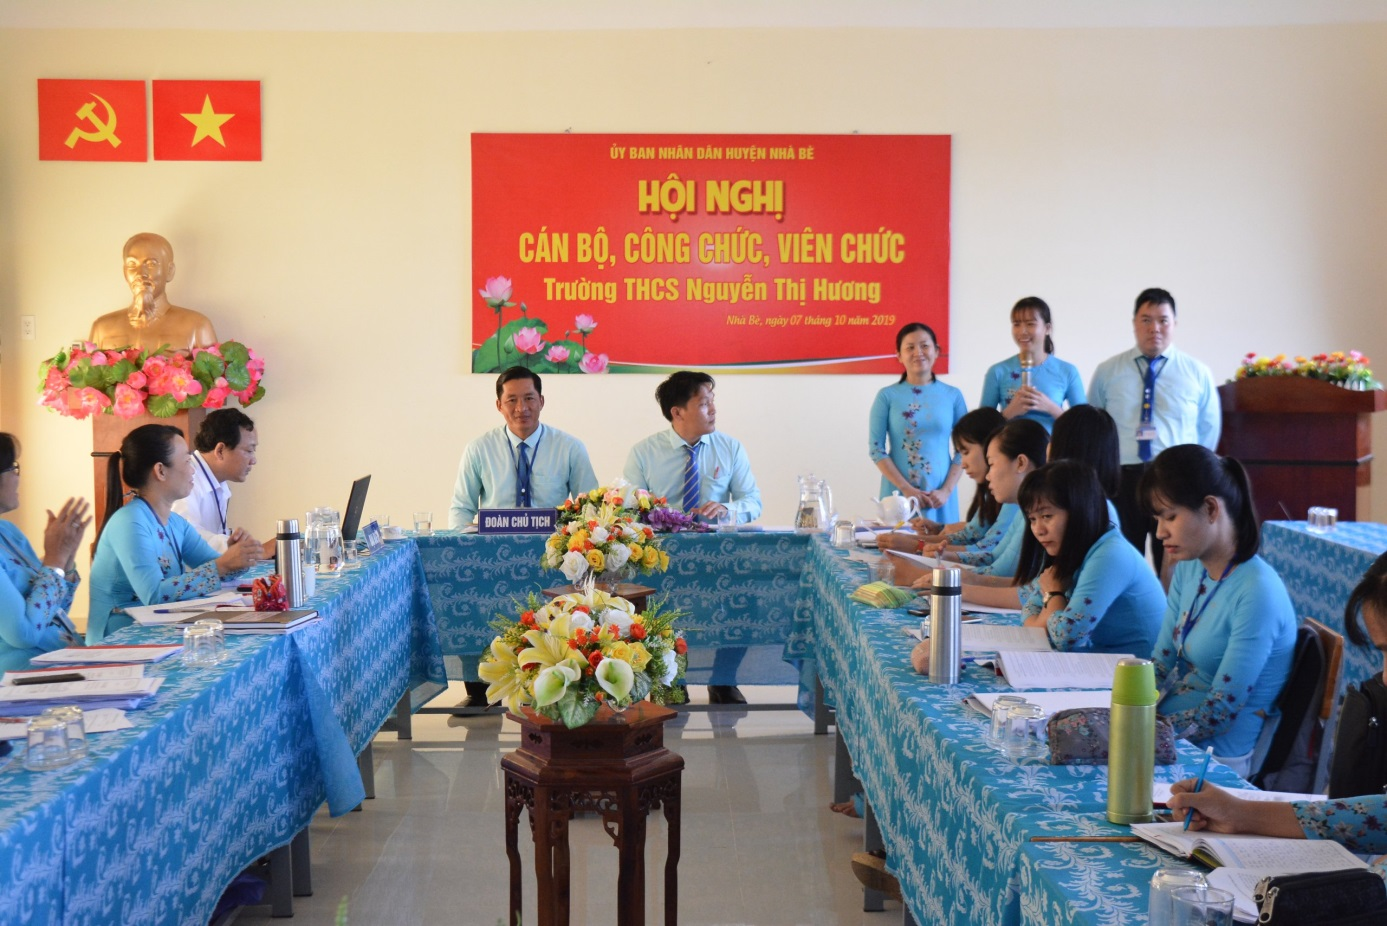 ỦY BAN NHÂN DÂN HUYỆN NHÀ BÈ
HỘI NGHỊ
CÁN BỘ, CÔNG CHỨC, VIÊN CHỨC
Trường THCS Nguyễn Thị Hương
Nhà Bè, ngày 07 tháng 10 năm 2019
ĐOÀN CHỦ TỊCH